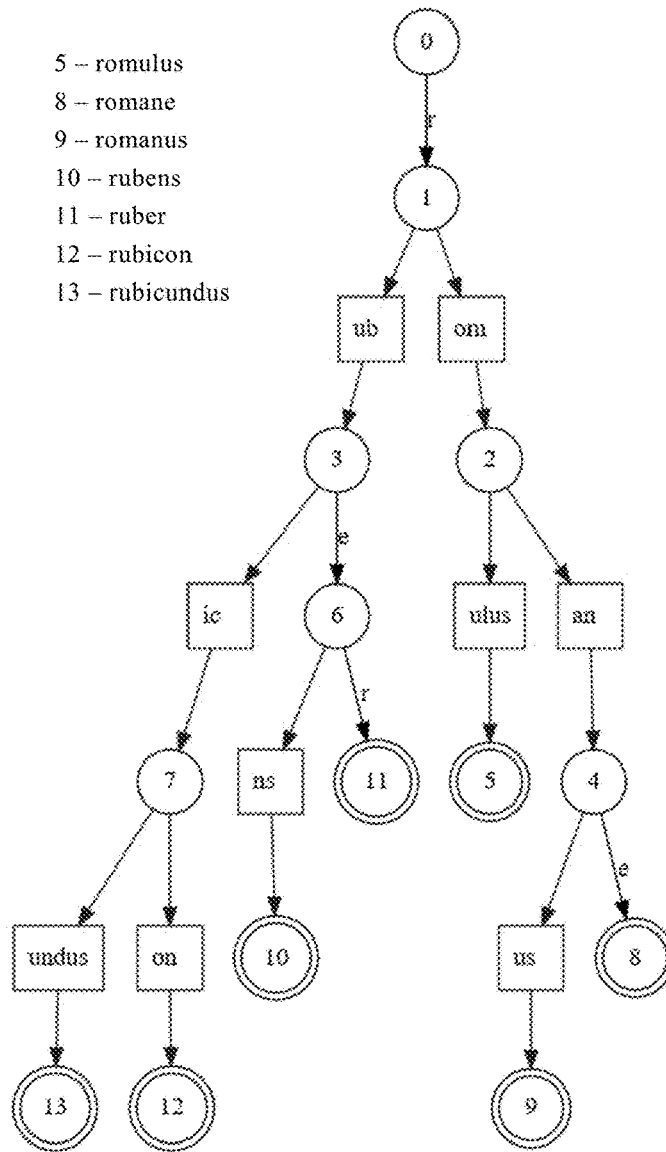 0
5 – romulus
8 – romane
9 – romanus
10 – rubens
11 – ruber
12 – rubicon
13 – rubicundus
r
1
ub
om
3
2
e
ic
6
ulus
an
r
7
ns
11
5
4
e
undus
on
10
us
8
13
12
9